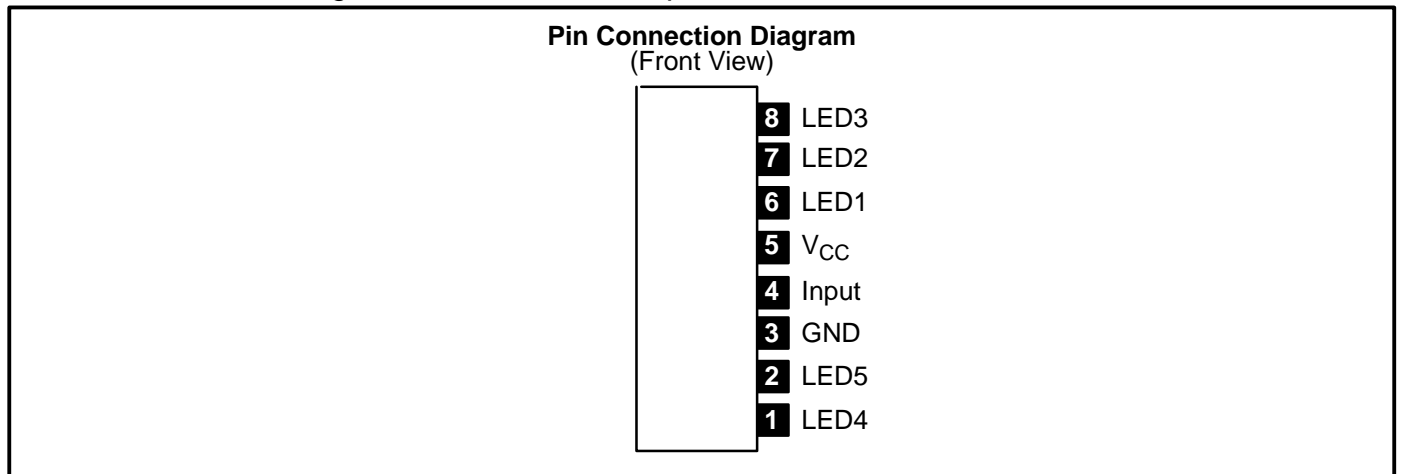 Pin Connection Diagram
(Front View)
8 LED3
7 LED2
6 LED1
5 VCC
4 Input
3 GND
2 LED5
1 LED4